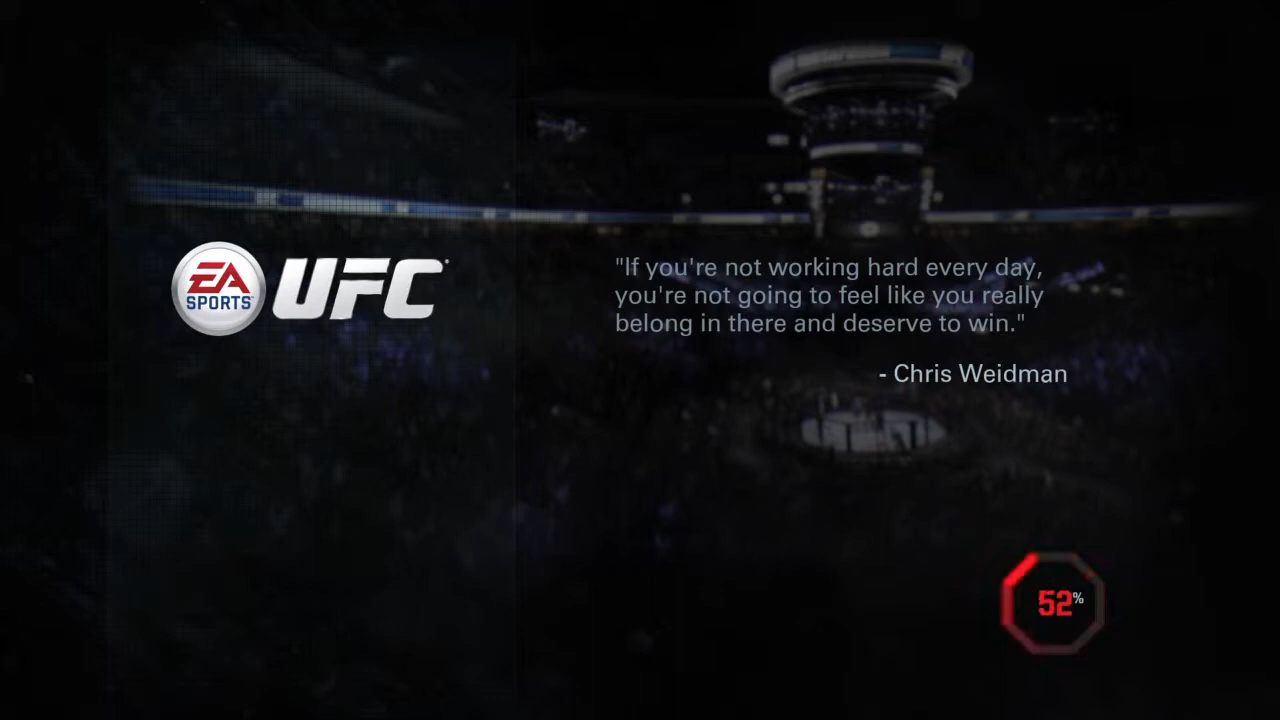 EA
SPORTS
UFC
"If you're not working hard every day,
you're not going to feel like you really
belong in there and deserve to win."
- Chris Weidman
52%